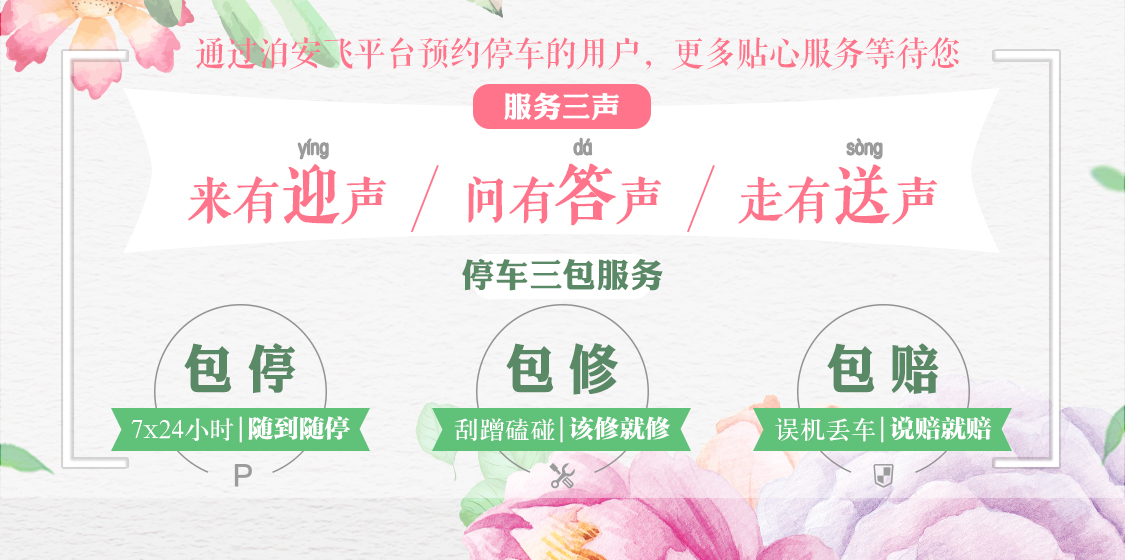 通过泊安飞平台预约停车的用户，更多贴心服务等待您
服务三声
yíng dá sòng
来有迎声 / 问有答声 / 走有送声
停车三包服务
包停 包修 包赔
7x24小时|随到随停 刮蹭磕碰|该修就修 误机丢车|说赔就赔
P